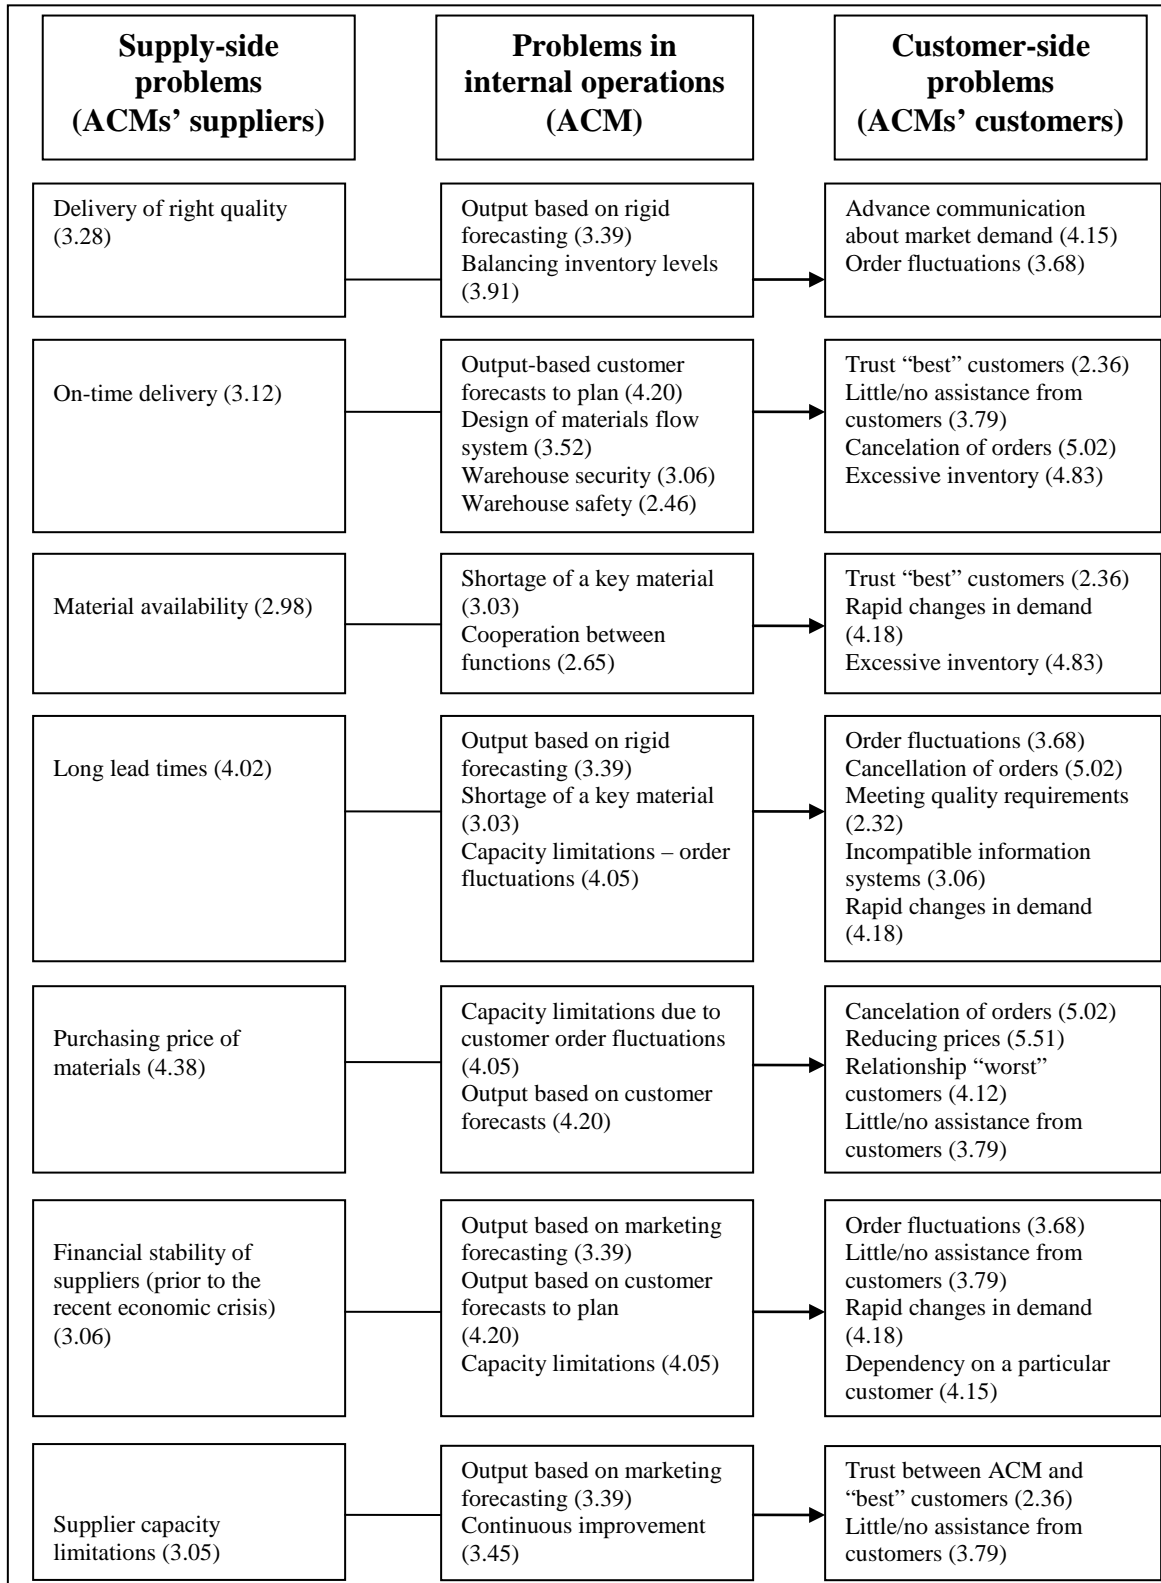 Supply-side
problems
(ACMs’ suppliers)
Problems in
internal operations
(ACM)
Customer-side
problems
(ACMs’ customers)
Delivery of right quality
(3.28)
Output based on rigid
forecasting (3.39)
Balancing inventory levels
(3.91)
Advance communication
about market demand (4.15)
Order fluctuations (3.68)
On-time delivery (3.12)
Output-based customer
forecasts to plan (4.20)
Design of materials flow
system (3.52)
Warehouse security (3.06)
Warehouse safety (2.46)
Trust “best” customers (2.36)
Little/no assistance from
customers (3.79)
Cancelation of orders (5.02)
Excessive inventory (4.83)
Material availability (2.98)
Shortage of a key material
(3.03)
Cooperation between
functions (2.65)
Trust “best” customers (2.36)
Rapid changes in demand
(4.18)
Excessive inventory (4.83)
Long lead times (4.02)
Output based on rigid
forecasting (3.39)
Shortage of a key material
(3.03)
Capacity limitations – order
fluctuations (4.05)
Order fluctuations (3.68)
Cancellation of orders (5.02)
Meeting quality requirements
(2.32)
Incompatible information
systems (3.06)
Rapid changes in demand
(4.18)
Purchasing price of
materials (4.38)
Capacity limitations due to
customer order fluctuations
(4.05)
Output based on customer
forecasts (4.20)
Cancelation of orders (5.02)
Reducing prices (5.51)
Relationship “worst”
customers (4.12)
Little/no assistance from
customers (3.79)
Financial stability of
suppliers (prior to the
recent economic crisis)
(3.06)
Output based on marketing
forecasting (3.39)
Output based on customer
forecasts to plan
(4.20)
Capacity limitations (4.05)
Order fluctuations (3.68)
Little/no assistance from
customers (3.79)
Rapid changes in demand
(4.18)
Dependency on a particular
customer (4.15)
Supplier capacity
limitations (3.05)
Output based on marketing
forecasting (3.39)
Continuous improvement
(3.45)
Trust between ACM and
“best” customers (2.36)
Little/no assistance from
customers (3.79)